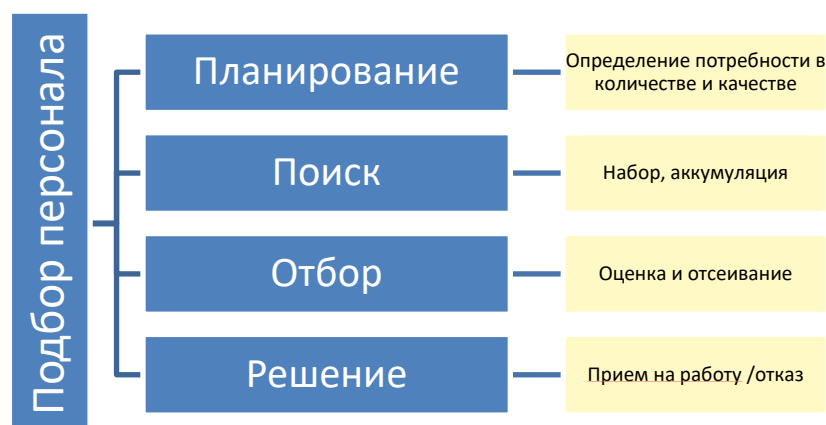 Подбор персонала
Планирование
Определение потребности в
количестве и качестве
Поиск
Набор, аккумуляция
Отбор
Оценка и отсеивание
Решение
Прием на работу /отказ